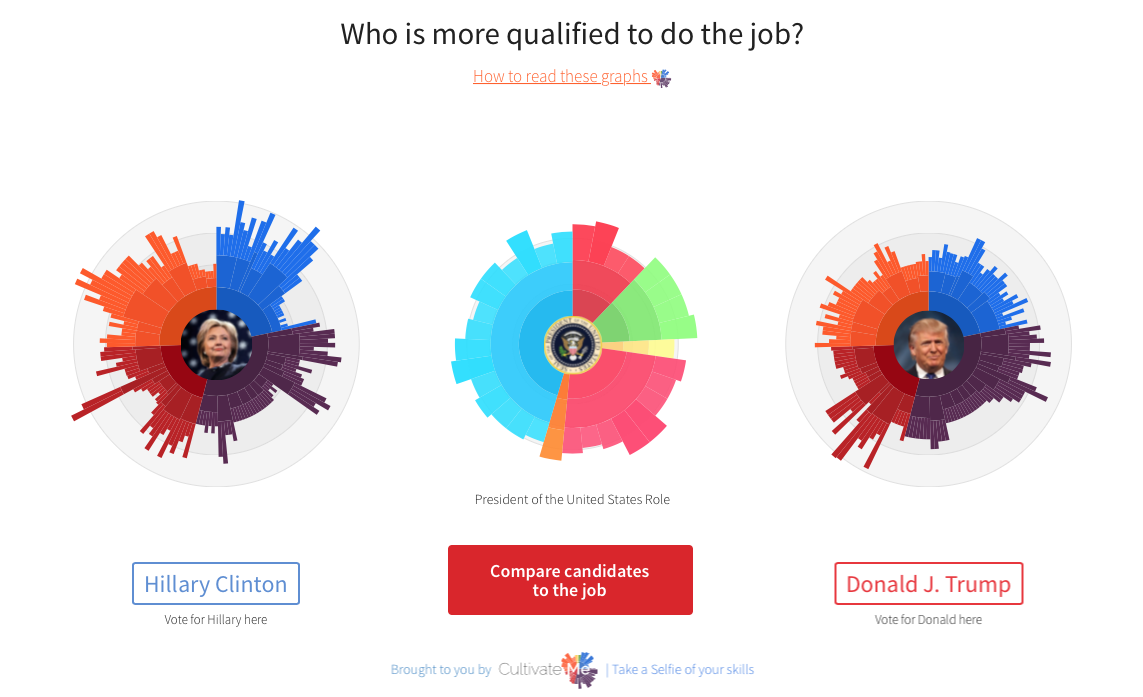 Who is more qualified to do the job?
How to read these graphs
President of the United States Role
Compare candidates
to the job
Hillary Clinton
Donald J. Trump
Vote for Hillary here
Vote for Donald here
Brought to you by Cultivate Me | Take a Selfie of your skills